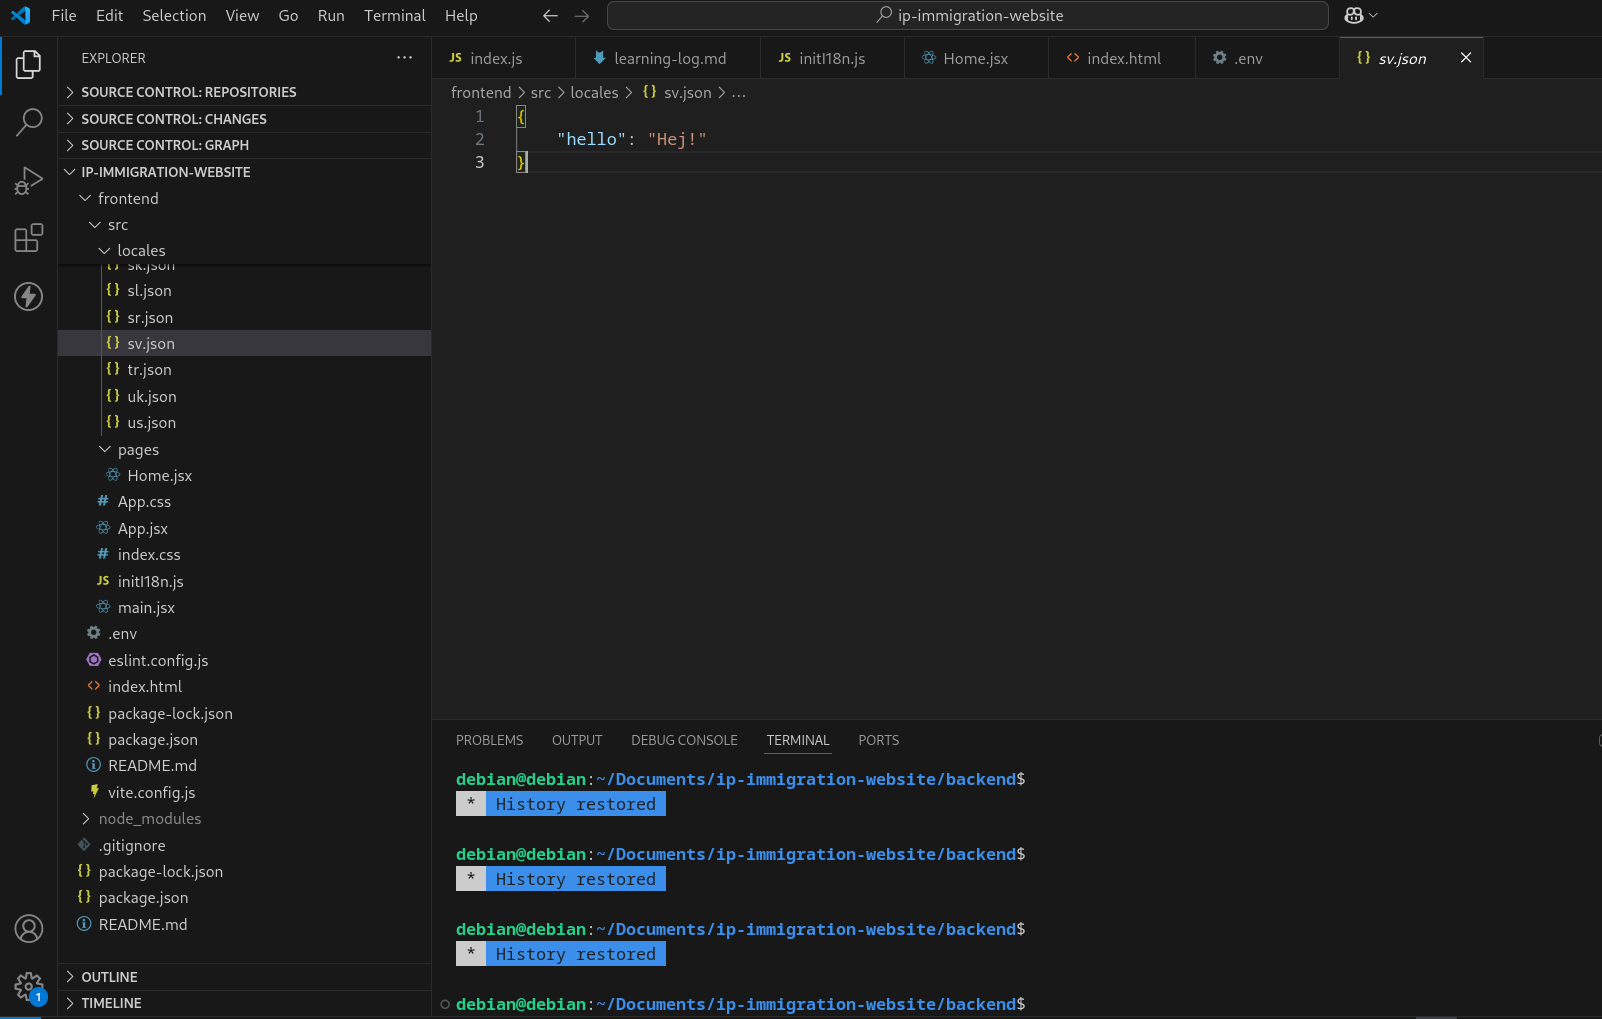 File Edit Selection View Go Run Terminal Help ip-immigration-website
EXPLORER
SOURCE CONTROL: REPOSITORIES
SOURCE CONTROL: CHANGES
SOURCE CONTROL: GRAPH
IP-IMMIGRATION-WEBSITE
frontend
src
locales
sk.json
{} sl.json
{} sr.json
{} sv.json
{} tr.json
{} uk.json
{} us.json
pages
Home.jsx
# App.css
App.jsx
# index.css
JS initI18n.js
main.jsx
.env
eslint.config.js
<> index.html
{} package-lock.json
{} package.json
README.md
vite.config.js
node_modules
.gitignore
{} package-lock.json
{} package.json
README.md
OUTLINE
TIMELINE
1
JS index.js learning-log.md JS initI18n.js Home.jsx <> index.html .env {} sv.json
frontend > src > locales > {} sv.json > ...
1 {
2 "hello": "Hej!"
3 }
PROBLEMS OUTPUT DEBUG CONSOLE TERMINAL PORTS
debian@debian:~/Documents/ip-immigration-website/backend$
* History restored
debian@debian:~/Documents/ip-immigration-website/backend$
* History restored
debian@debian:~/Documents/ip-immigration-website/backend$
* History restored
debian@debian:~/Documents/ip-immigration-website/backend$